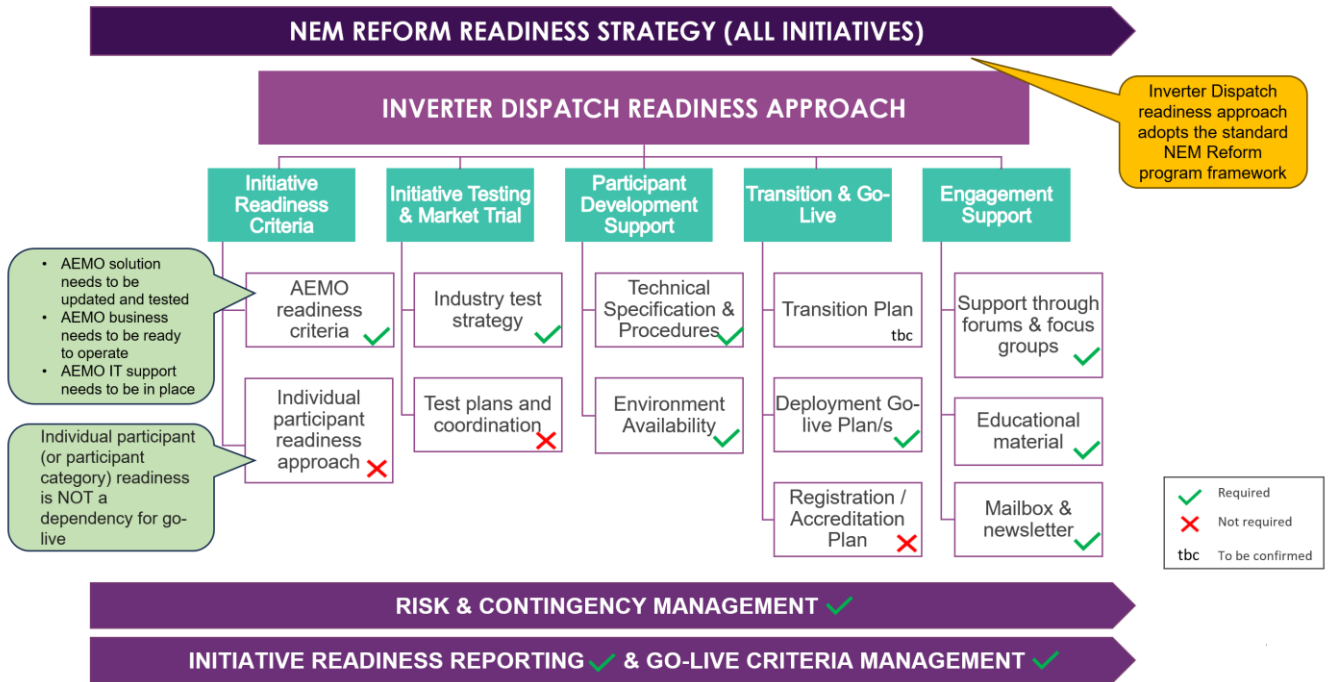 NEM REFORM READINESS STRATEGY (ALL INITIATIVES)
INVERTER DISPATCH READINESS APPROACH
Inverter Dispatch
readiness approach
adopts the standard
NEM Reform
program framework
Initiative
Readiness
Criteria
Initiative Testing
& Market Trial
Participant
Development
Support
Transition & Go-
Live
Engagement
Support
• AEMO solution
needs to be
updated and tested
• AEMO business
needs to be ready
to operate
• AEMO IT support
needs to be in place
AEMO
readiness
criteria
Individual participant
(or participant
category) readiness
is NOT a
dependency for go-
live
Individual
participant
readiness
approach
Industry test
strategy
Test plans and
coordination
Technical
Specification &
Procedures
Environment
Availability
Transition Plan
tbc
Deployment Go-
live Plan/s
Registration /
Accreditation
Plan
Support through
forums & focus
groups
Educational
material
Mailbox &
newsletter
Required
Not required
tbc To be confirmed
RISK & CONTINGENCY MANAGEMENT
INITIATIVE READINESS REPORTING & GO-LIVE CRITERIA MANAGEMENT